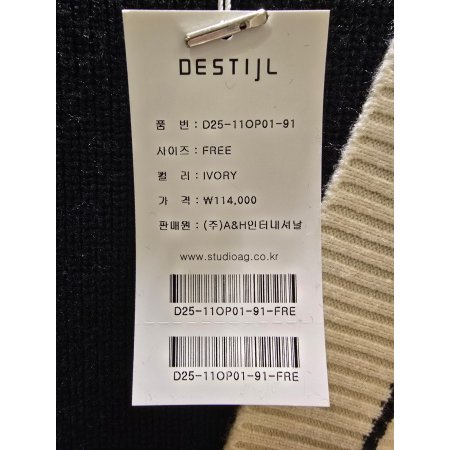 DESTIJL
품 번 : D25-11OP01-91
사이즈 : FREE
컬 러 : IVORY
가 격 : ₩114,000
판매원 : (주)A&H인터내셔날
www.studioag.co.kr
D25-11OP01-91-FRE
D25-11OP01-91-FRE